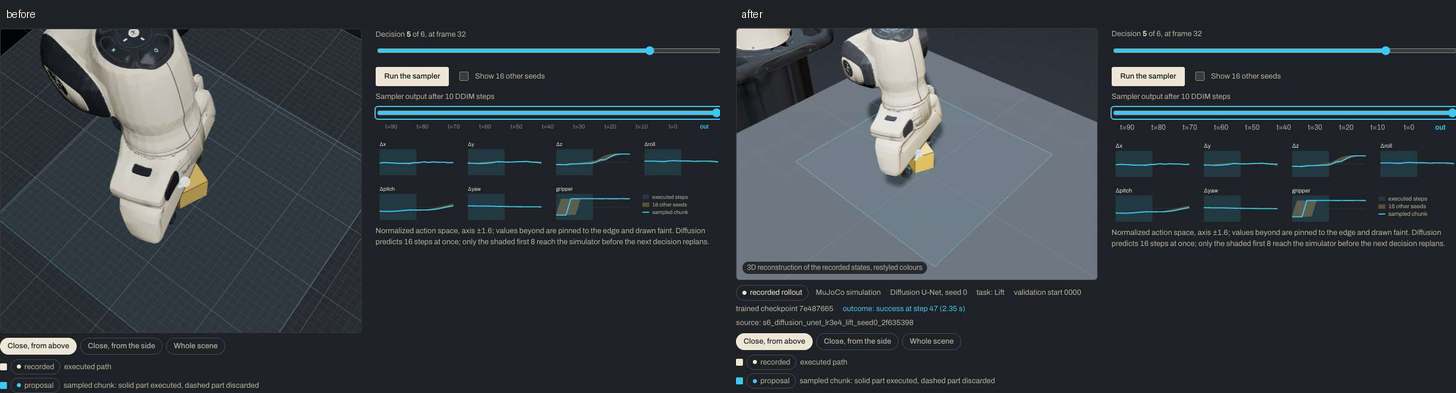 before
Decision 5 of 6, at frame 32
Run the sampler
Show 16 other seeds
Sampler output after 10 DDIM steps
t=90 t=80 t=70 t=60 t=50 t=40 t=30 t=20 t=10 t=0 out
Δx Δy Δz Δroll
Δpitch Δyaw gripper
executed steps
16 other seeds
sampled chunk
Normalized action space, axis ±1.6; values beyond are pinned to the edge and drawn faint. Diffusion
predicts 16 steps at once; only the shaded first 8 reach the simulator before the next decision replans.
Close, from above
Close, from the side
Whole scene
recorded executed path
proposal sampled chunk: solid part executed, dashed part discarded
after
Decision 5 of 6, at frame 32
Run the sampler
Show 16 other seeds
Sampler output after 10 DDIM steps
t=90 t=80 t=70 t=60 t=50 t=40 t=30 t=20 t=10 t=0 out
Δx Δy Δz Δroll
Δpitch Δyaw gripper
executed steps
16 other seeds
sampled chunk
Normalized action space, axis ±1.6; values beyond are pinned to the edge and drawn faint. Diffusion
predicts 16 steps at once; only the shaded first 8 reach the simulator before the next decision replans.
3D reconstruction of the recorded states, restyled colours
recorded rollout MuJoCo simulation Diffusion U-Net, seed 0 task: Lift validation start 0000
trained checkpoint 7e487665 outcome: success at step 47 (2.35 s)
source: s6_diffusion_unet_lr3e4_lift_seed0_2f635398
Close, from above
Close, from the side
Whole scene
recorded executed path
proposal sampled chunk: solid part executed, dashed part discarded